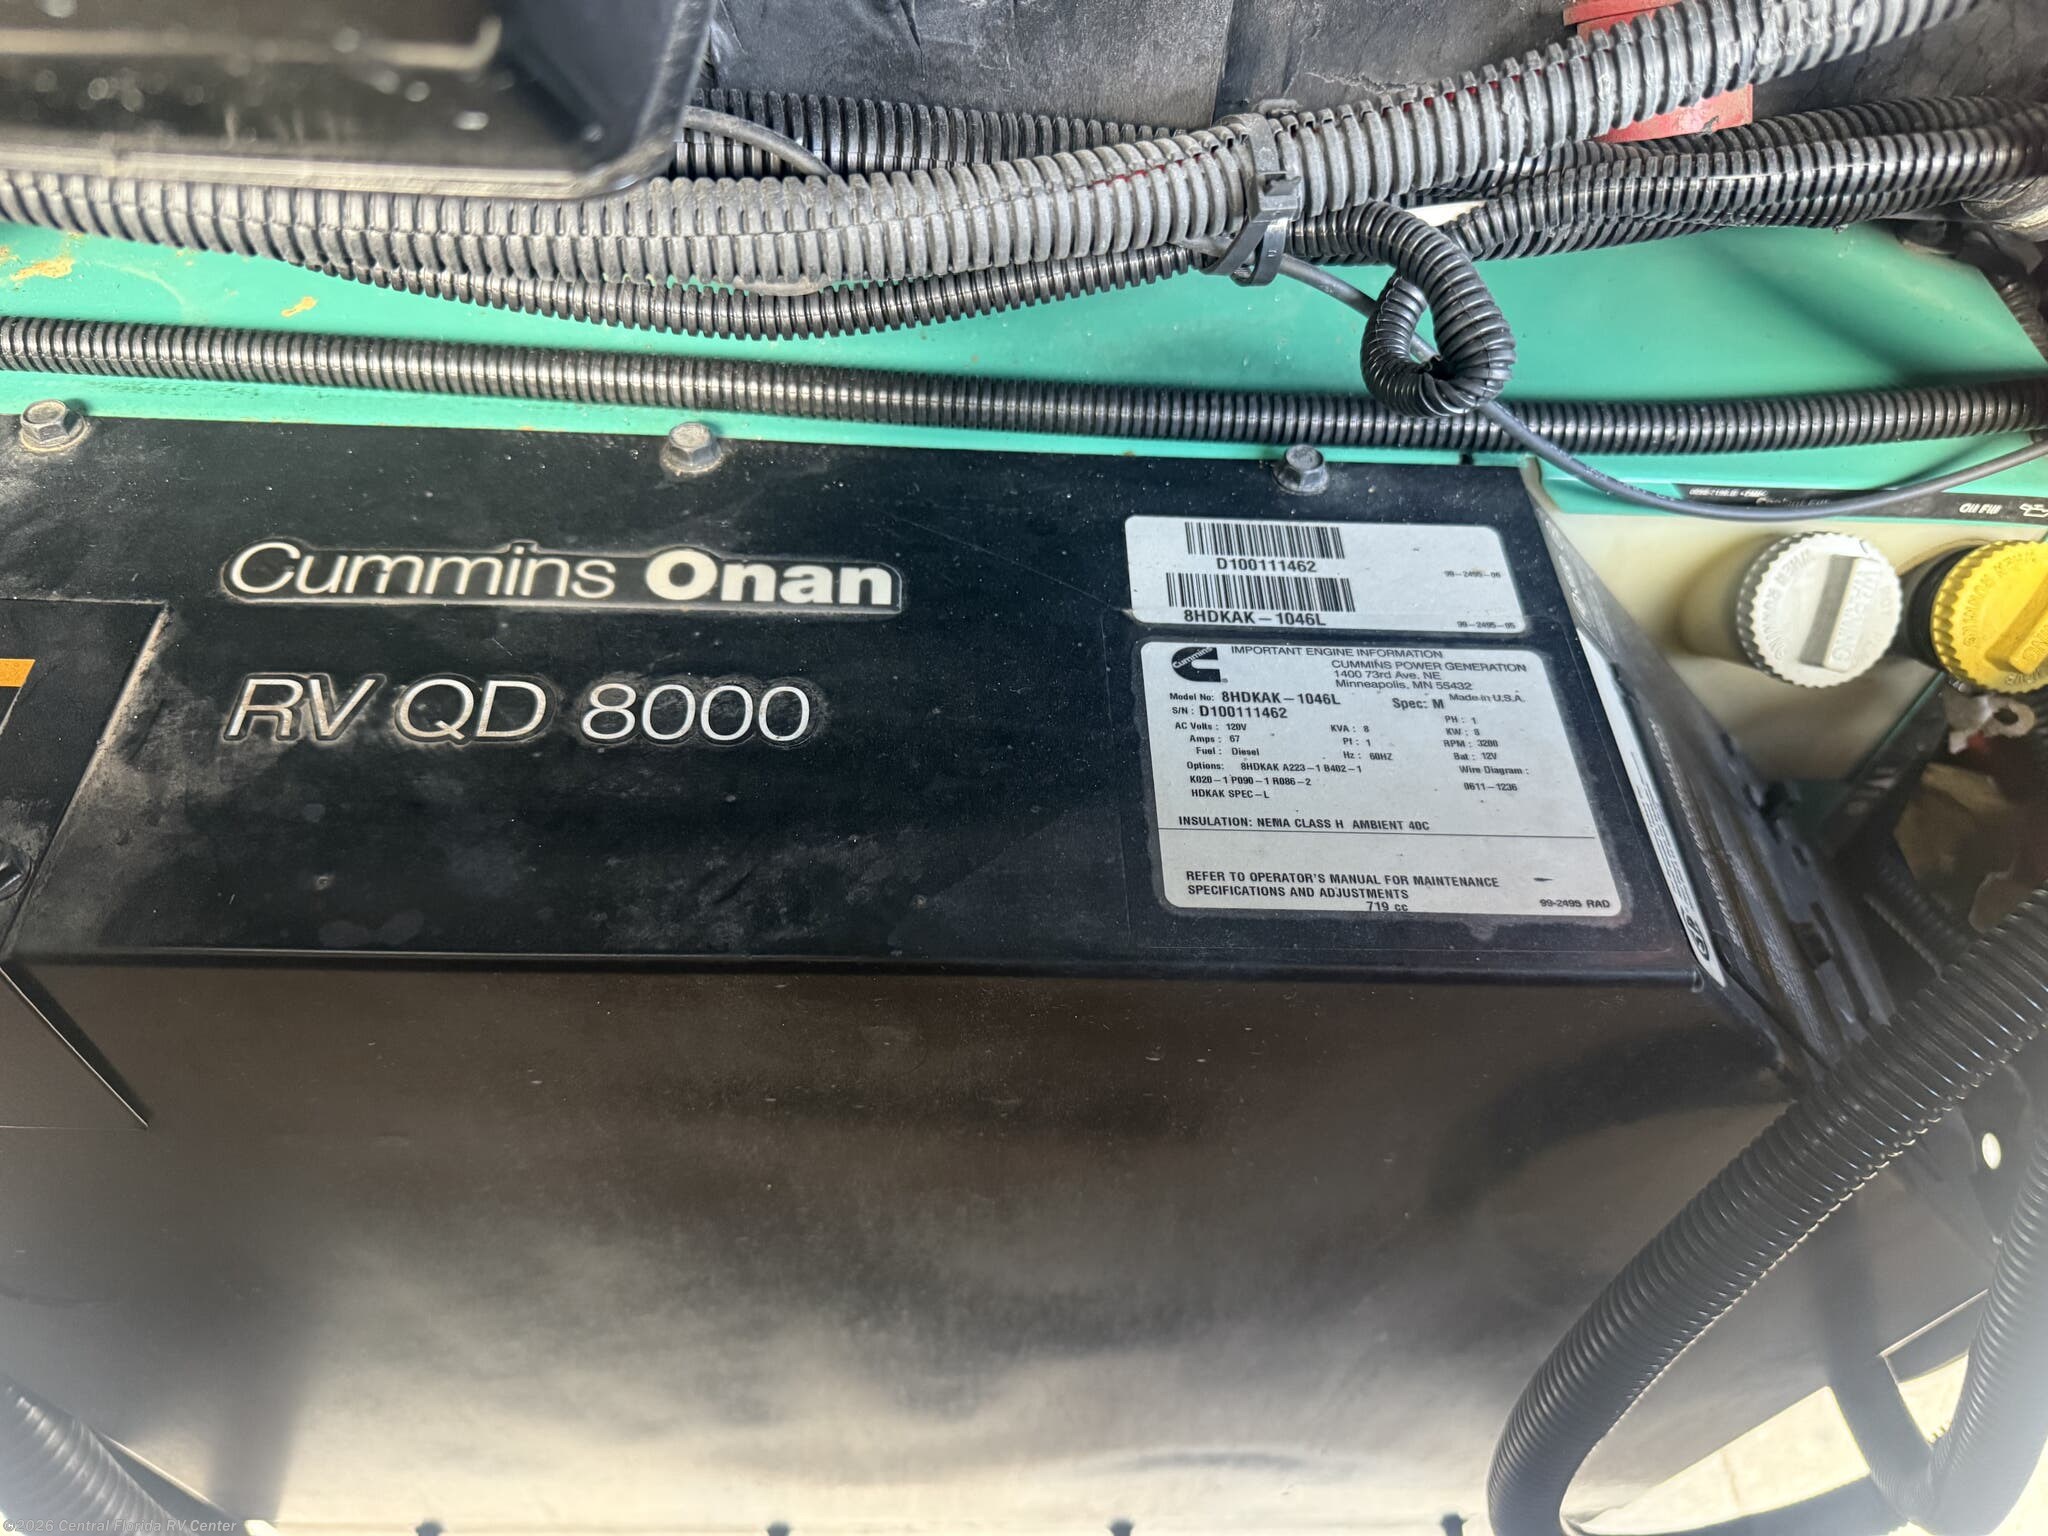 Cummins Onan
RV QD 8000
D100111462
99-2495-06
8HDKAK-1046L
99-2495-05
Cummins
IMPORTANT ENGINE INFORMATION
CUMMINS POWER GENERATION
1400 73rd Ave. NE
Minneapolis, MN 55432
Model No: 8HDKAK-1046L Spec: M Made in U.S.A.
S/N: D100111462
AC Volts: 120V KVA: 8 PH: 1
Amps: 67 Pf: 1 KW: 8
Fuel: Diesel Hz: 60HZ RPM: 3200
Bat: 12V
Options: 8HDKAK A223-1 B402-1 Wire Diagram:
K020-1 P090-1 R086-2 0611-1236
HDKAK SPEC-L
INSULATION: NEMA CLASS H AMBIENT 40C
REFER TO OPERATOR'S MANUAL FOR MAINTENANCE
SPECIFICATIONS AND ADJUSTMENTS
719 cc
99-2495 RAD
Oil Fill
WARNING
©2026 Central Florida RV Center